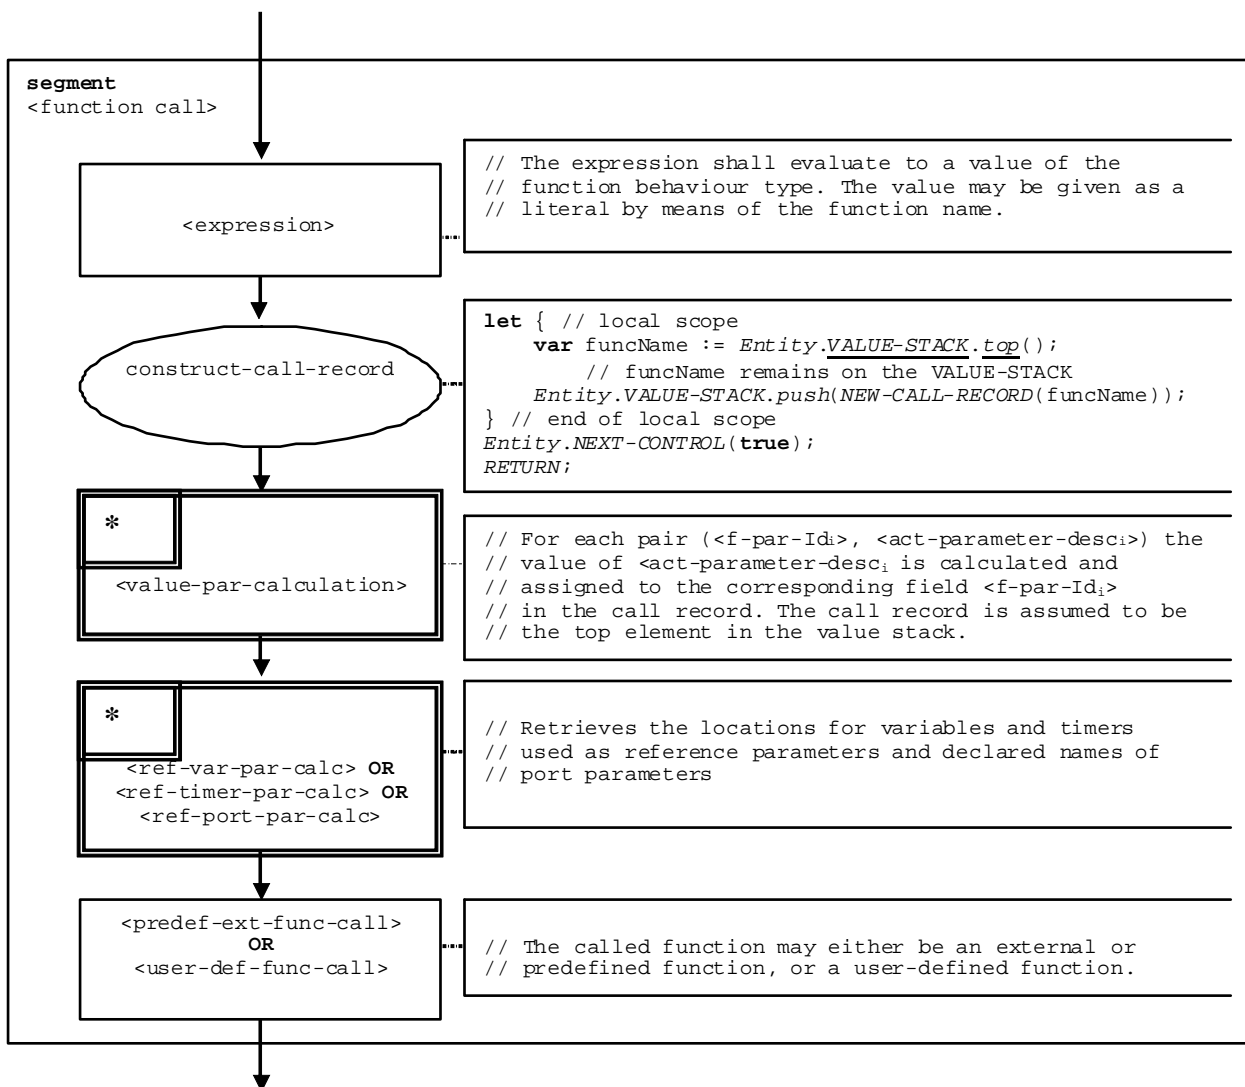 segment
<function call>
<expression>
// The expression shall evaluate to a value of the
// function behaviour type. The value may be given as a
// literal by means of the function name.
construct-call-record
let { // local scope
var funcName := Entity.VALUE-STACK.top();
// funcName remains on the VALUE-STACK
Entity.VALUE-STACK.push(NEW-CALL-RECORD(funcName));
} // end of local scope
Entity.NEXT-CONTROL(true);
RETURN;
*
<value-par-calculation>
// For each pair (<f-par-Idi>, <act-parameter-desci>) the
// value of <act-parameter-desci is calculated and
// assigned to the corresponding field <f-par-Idi>
// in the call record. The call record is assumed to be
// the top element in the value stack.
*
<ref-var-par-calc> OR
<ref-timer-par-calc> OR
<ref-port-par-calc>
// Retrieves the locations for variables and timers
// used as reference parameters and declared names of
// port parameters
<predef-ext-func-call>
OR
<user-def-func-call>
// The called function may either be an external or
// predefined function, or a user-defined function.